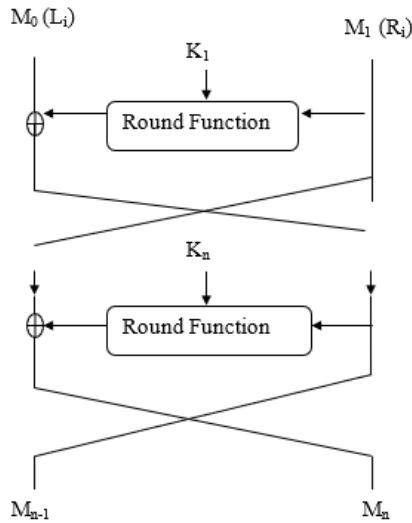 M₀ (Lᵢ)
M₁ (Rᵢ)
K₁
Round Function
Kₙ
Round Function
Mₙ₋₁
Mₙ